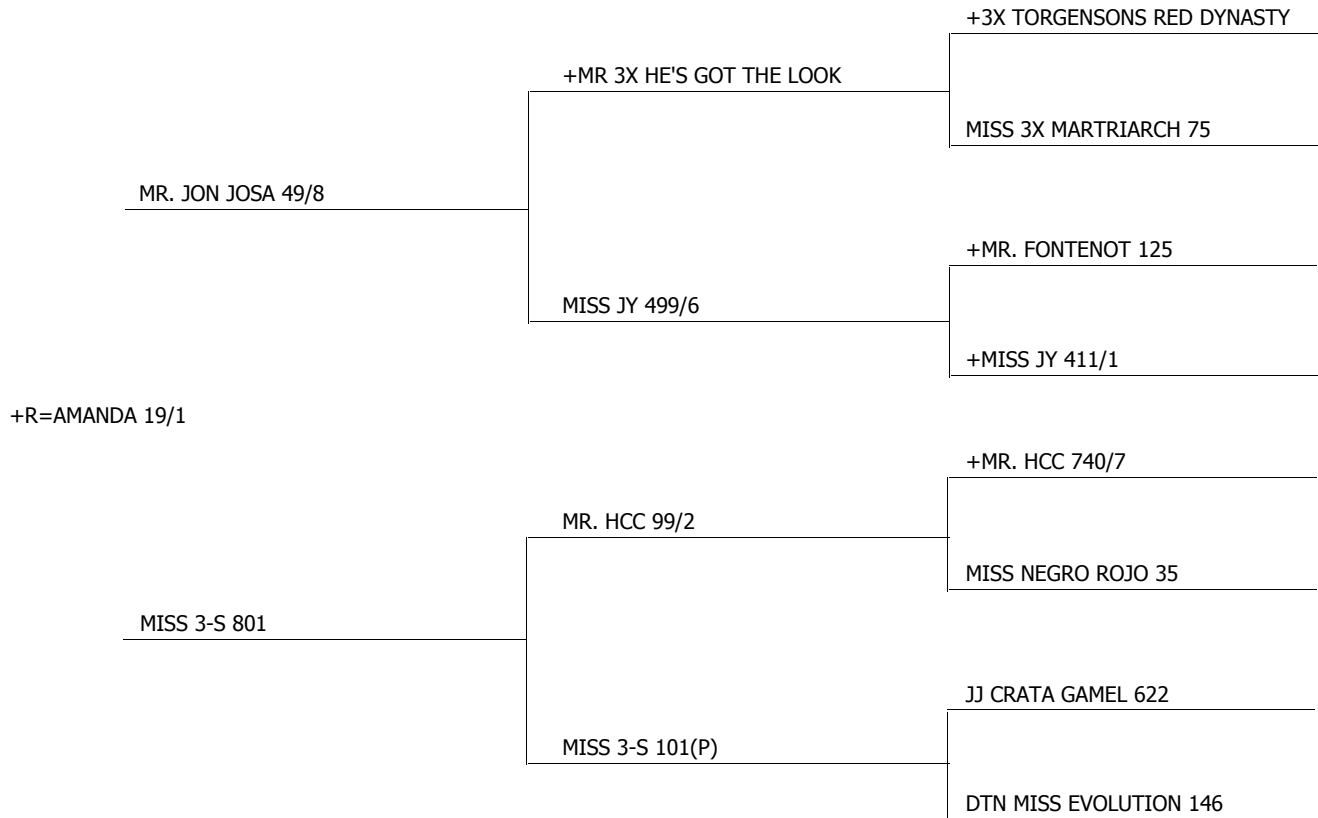 +3X TORGENSONS RED DYNASTY
+MR 3X HE'S GOT THE LOOK
MISS 3X MARTRIARCH 75
MR. JON JOSA 49/8
+MR. FONTENOT 125
MISS JY 499/6
+MISS JY 411/1
+R=AMANDA 19/1
+MR. HCC 740/7
MR. HCC 99/2
MISS NEGRO ROJO 35
MISS 3-S 801
JJ CRATA GAMEL 622
MISS 3-S 101(P)
DTN MISS EVOLUTION 146